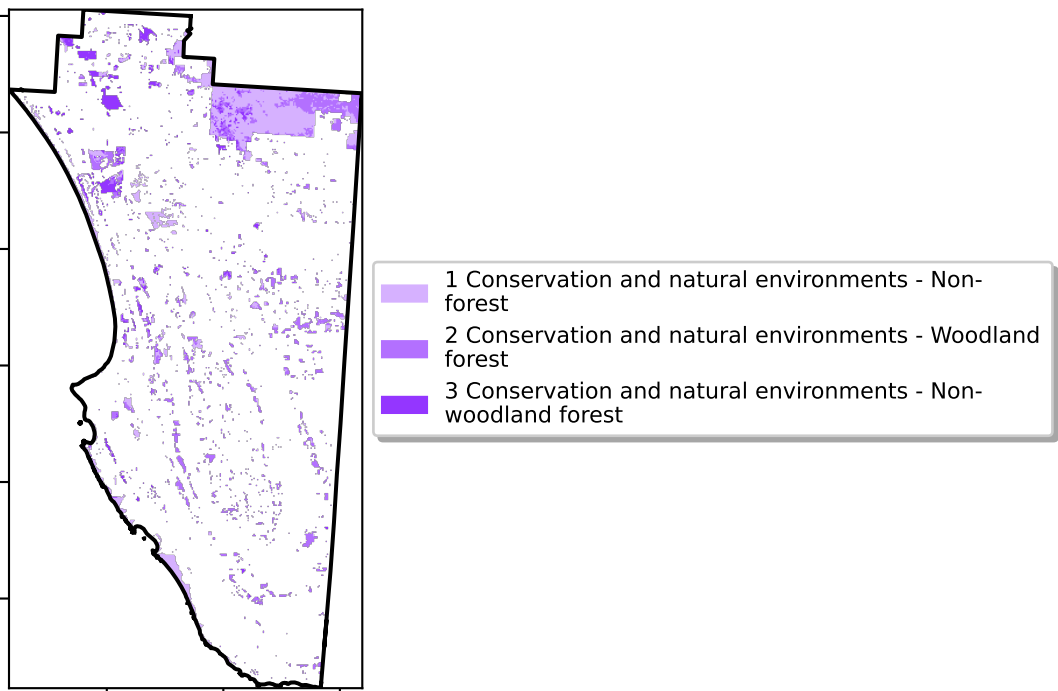 1 Conservation and natural environments - Non-
forest
2 Conservation and natural environments - Woodland
forest
3 Conservation and natural environments - Non-
woodland forest